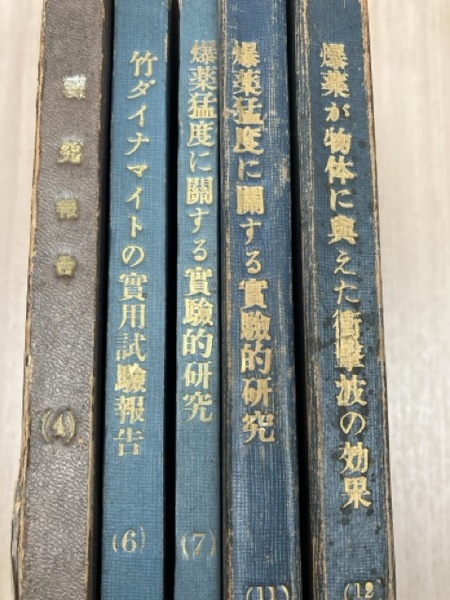 爆発報告
(4)
竹ダイナマイトの實用試驗報告
(6)
爆薬猛度に關する實驗的研究
(7)
爆薬猛度に關する實驗的研究
(11)
爆薬が物体に與えた衝擊波の効果
(12)